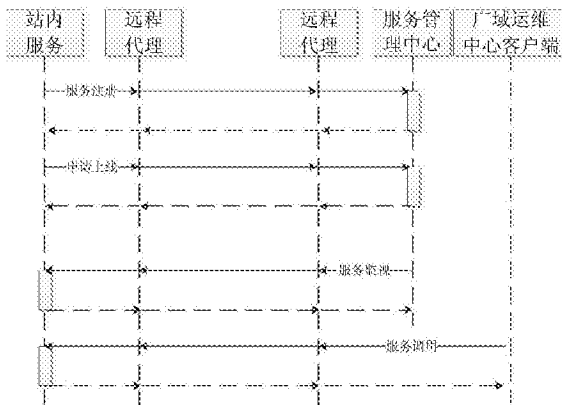 站内
服务
远程
代理
远程
代理
服务管
理中心
广域运维
中心客户端
服务注册
申请上线
服务监视
服务调用